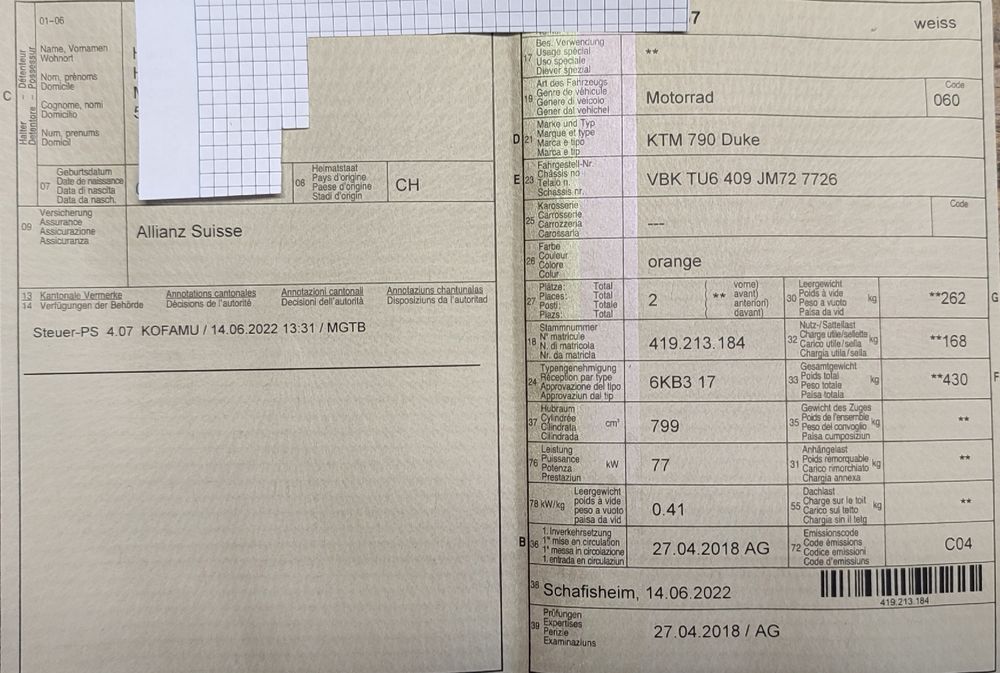 01-06
C
Halter – Détenteur
Detentore – Possessur
Name, Vornamen
Wohnort
Nom, prénoms
Domicile
Cognome, nomi
Domicilio
Num, prenums
Domicil
07
Geburtsdatum
Date de naissance
Data di nascita
Data da nasch.
08
Heimatstaat
Pays d'origine
Paese d'origine
Stadi d'origin
CH
09
Versicherung
Assurance
Assicurazione
Assicuranza
Allianz Suisse
13 Kantonale Vermerke Annotations cantonales Annotazioni cantonali Annotaziuns chantunalas
14 Verfügungen der Behörde Décisions de l'autorité Decisioni dell'autorità Disposiziuns da l'autoritad
Steuer-PS 4.07 KOFAMU / 14.06.2022 13:31 / MGTB
7
weiss
17
Bes. Verwendung
Usage spécial
Uso speciale
Diever spezial
**
19
Art des Fahrzeugs
Genre de véhicule
Genere di veicolo
Gener dal vehichel
Motorrad
Code
060
D 21
Marke und Typ
Marque et type
Marca e tipo
Marca e tip
KTM 790 Duke
E 23
Fahrgestell-Nr.
Châssis no
Telaio n.
Schassis nr.
VBK TU6 409 JM72 7726
25
Karosserie
Carrosserie
Carrozzeria
Carossaria
---
Code
26
Farbe
Couleur
Colore
Colur
orange
27
Plätze: Total
Places: Total
Posti: Totale
Plazs: Total
2
( ** vorne)
avant)
anteriori)
davant)
30
Leergewicht
Poids à vide
Peso a vuoto
Paisa da vid
kg
**262
G
18
Stammnummer
N° matricule
N. di matricola
Nr. da matricla
419.213.184
32
Nutz-/Sattellast
Charge utile/sellette
Carico utile/sella
Chargia utila/sella
kg
**168
24
Typengenehmigung
Réception par type
Approvazione del tipo
Approvaziun dal tip
6KB3 17
33
Gesamtgewicht
Poids total
Peso totale
Paisa totala
kg
**430
F
37
Hubraum
Cylindrée
Cilindrata
Cilindrada
cm³
799
35
Gewicht des Zuges
Poids de l'ensemble
Peso del convoglio
Paisa cumposiziun
kg
**
76
Leistung
Puissance
Potenza
Prestaziun
kW
77
31
Anhängelast
Poids remorquable
Carico rimorchiato
Chargia annexa
kg
**
78 kW/kg
Leergewicht
poids à vide
peso a vuoto
paisa da vid
0.41
55
Dachlast
Charge sur le toit
Carico sul tetto
Chargia sin il tetg
kg
**
B 36
1. Inverkehrsetzung
1re mise en circulation
1a messa in circolazione
1. entrada en circulaziun
27.04.2018 AG
72
Emissionscode
Code émissions
Codice emissioni
Code d'emissiuns
C04
38
Schafisheim, 14.06.2022
419.213.184
39
Prüfungen
Expertises
Perizie
Examinaziuns
27.04.2018 / AG